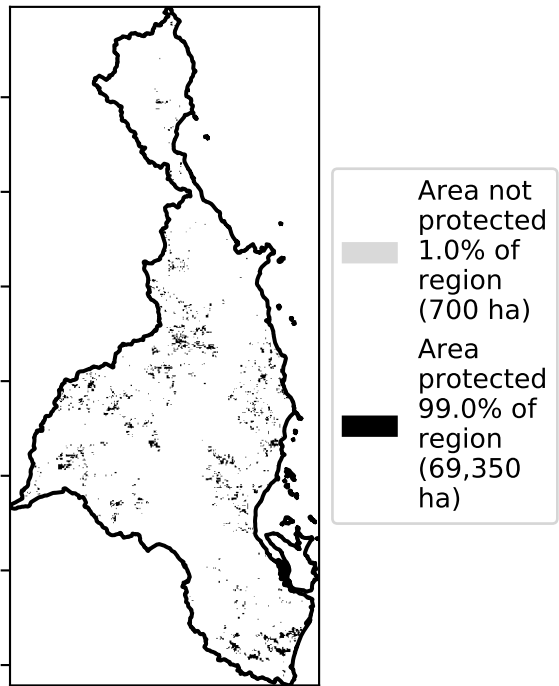 Area not
protected
1.0% of
region
(700 ha)
Area
protected
99.0% of
region
(69,350
ha)